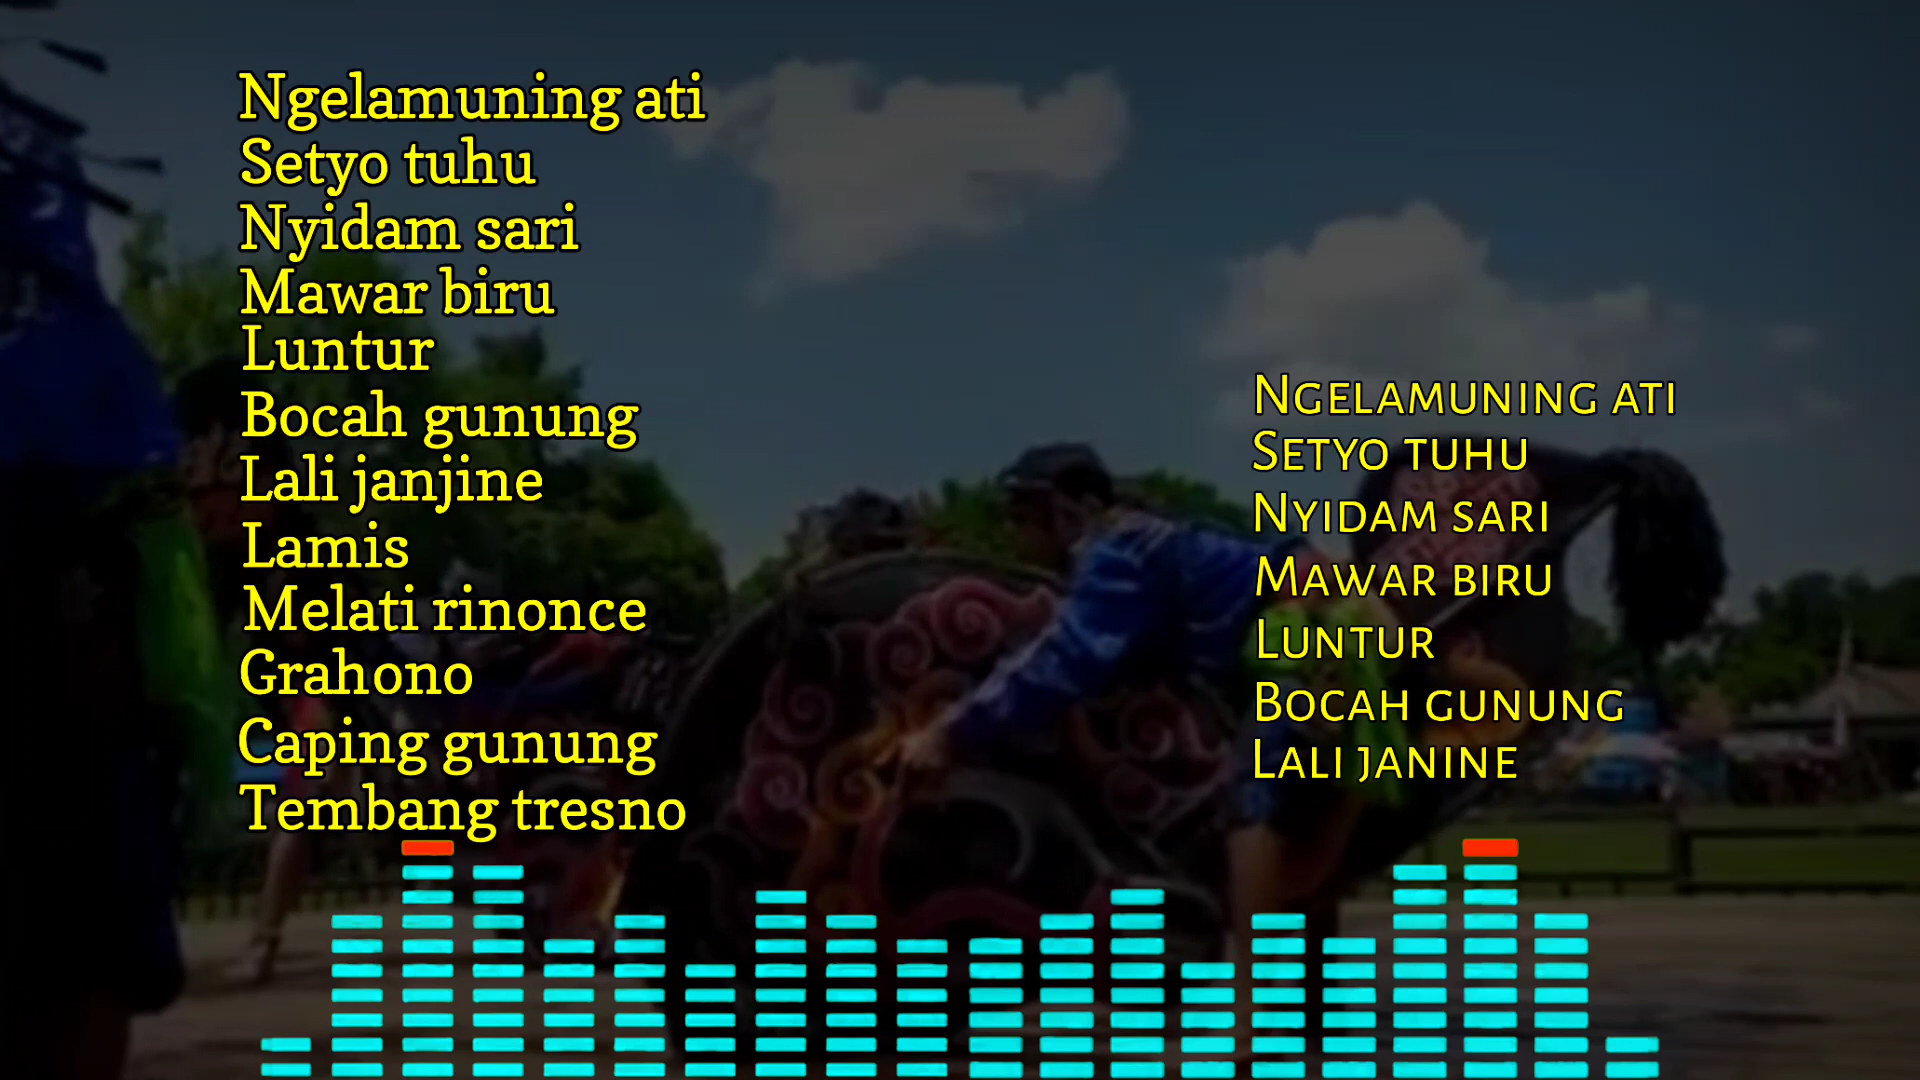 Ngelamuning ati
Setyo tuhu
Nyidam sari
Mawar biru
Luntur
Bocah gunung
Lali janjine
Lamis
Melati rinonce
Grahono
Caping gunung
Tembang tresno
Ngelamuning ati
Setyo tuhu
Nyidam sari
Mawar biru
Luntur
Bocah gunung
Lali janine